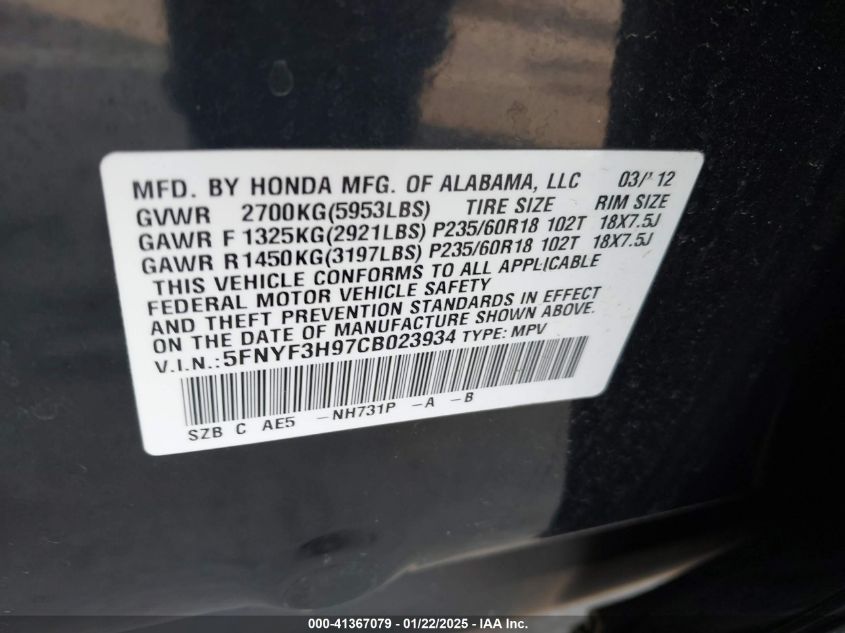 MFD. BY HONDA MFG. OF ALABAMA, LLC 03/12
GVWR 2700KG(5953LBS) TIRE SIZE RIM SIZE
GAWR F 1325KG(2921LBS) P235/60R18 102T 18X7.5J
GAWR R1450KG(3197LBS) P235/60R18 102T 18X7.5J
THIS VEHICLE CONFORMS TO ALL APPLICABLE
FEDERAL MOTOR VEHICLE SAFETY
AND THEFT PREVENTION STANDARDS IN EFFECT
ON THE DATE OF MANUFACTURE SHOWN ABOVE.
V.I.N.:5FNYF3H97CB023934 TYPE: MPV
SZB C AE5 -NH731P -A -B
000-41367079 - 01/22/2025 - IAA Inc.